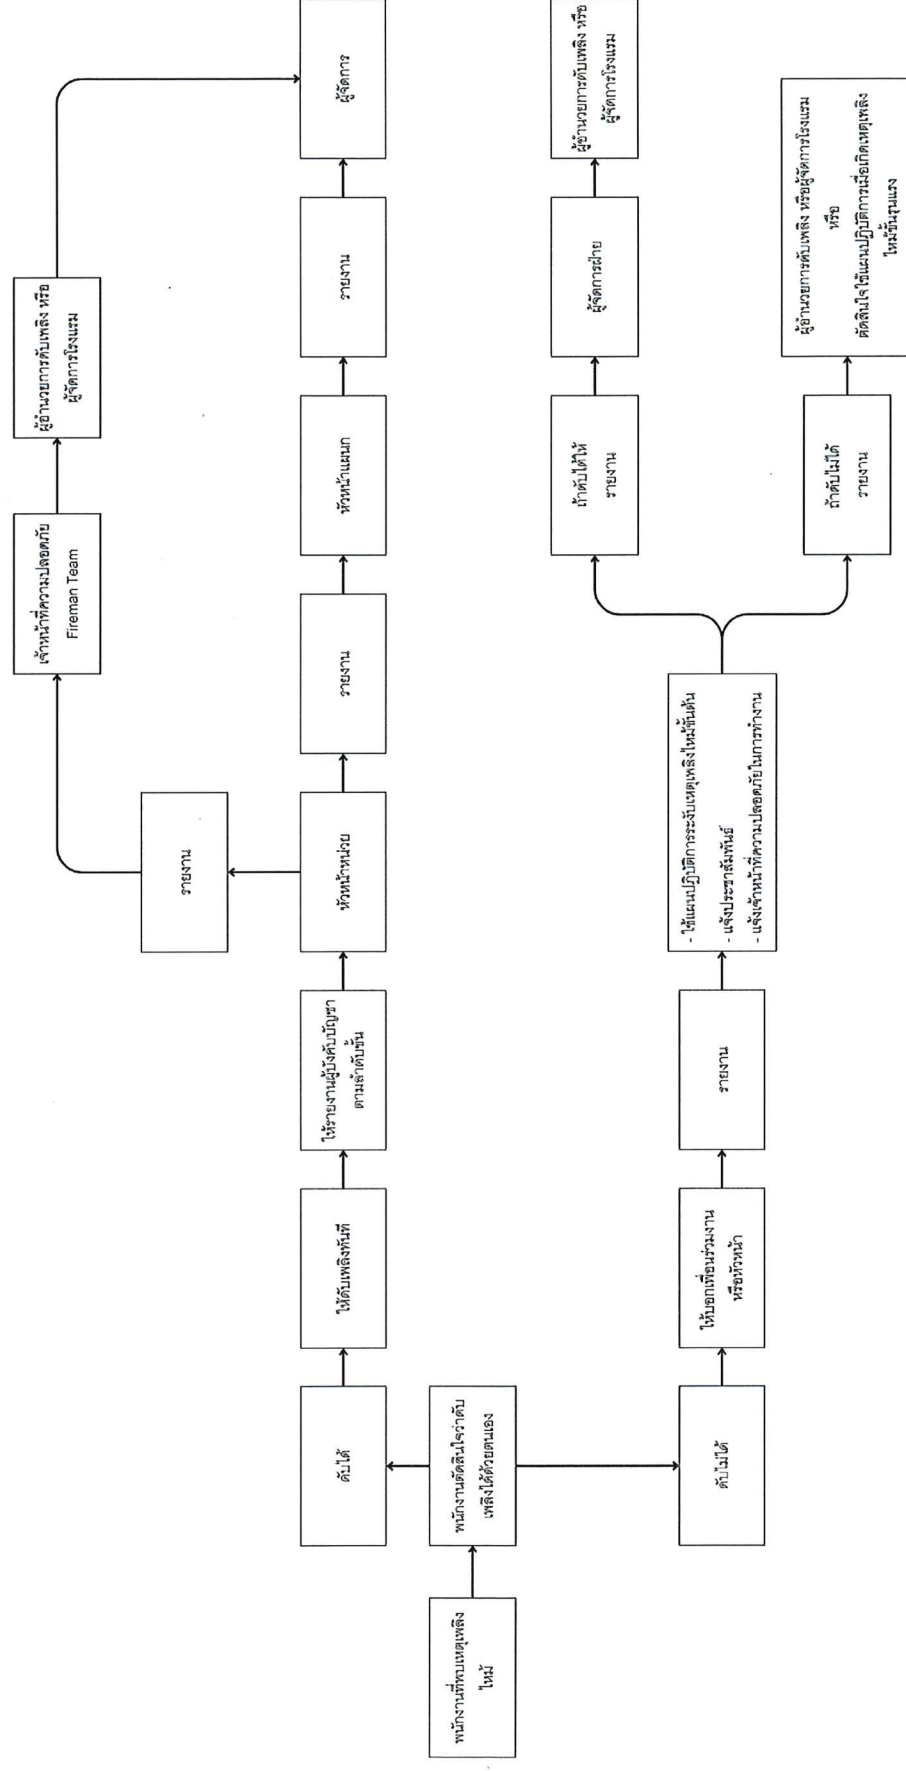 พนักงานที่พบเหตุเพลิง
ไหม้
พนักงานตัดสินใจว่าดับ
เพลิงได้ด้วยตนเอง
ดับได้
ให้ดับเพลิงทันที
ให้รายงานผู้บังคับบัญชา
ตามลำดับชั้น
หัวหน้าหน่วย
รายงาน
เจ้าหน้าที่ความปลอดภัย
Fireman Team
ผู้อำนวยการดับเพลิง หรือ
ผู้จัดการโรงแรม
รายงาน
หัวหน้าแผนก
รายงาน
ผู้จัดการ
ดับไม่ได้
ให้บอกเพื่อนร่วมงาน
หรือหัวหน้า
รายงาน
- ใช้แผนปฏิบัติการระงับเหตุเพลิงไหม้ขั้นต้น
- แจ้งประชาสัมพันธ์
- แจ้งเจ้าหน้าที่ความปลอดภัยในการทำงาน
ถ้าดับได้ให้
รายงาน
ผู้จัดการฝ่าย
ผู้อำนวยการดับเพลิง หรือ
ผู้จัดการโรงแรม
ถ้าดับไม่ได้
รายงาน
ผู้อำนวยการดับเพลิง หรือผู้จัดการโรงแรม
หรือ
ตัดสินใจใช้แผนปฏิบัติการเมื่อเกิดเหตุเพลิง
ไหม้ขั้นรุนแรง